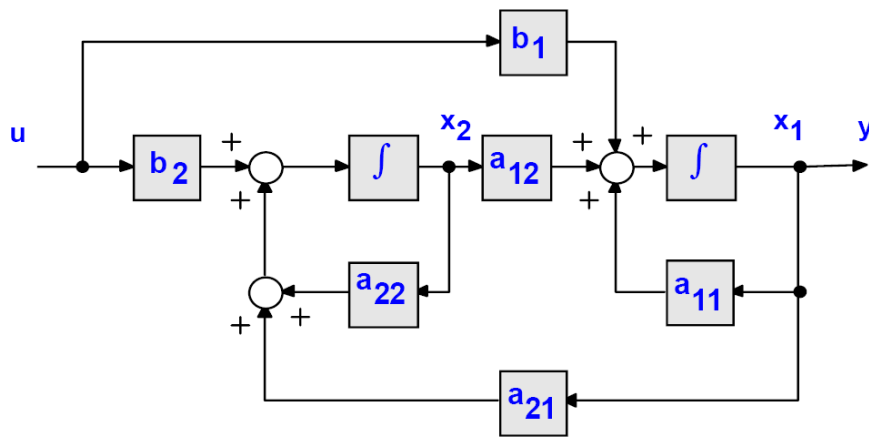 b1
u
x2
x1
y
+
+
+
b2
∫
a12
∫
+
+
a22
a11
+
+
a21